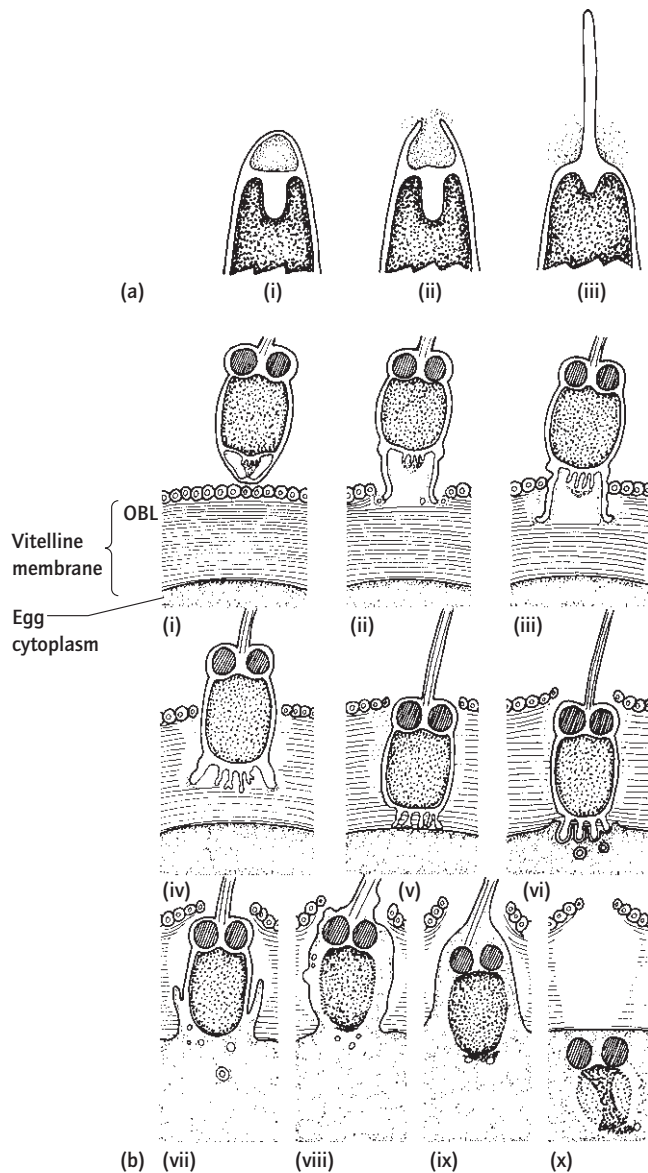 (a) (i) (ii) (iii)
OBL
Vitelline
membrane
Egg
cytoplasm
(i) (ii) (iii)
(iv) (v) (vi)
(b) (vii) (viii) (ix) (x)